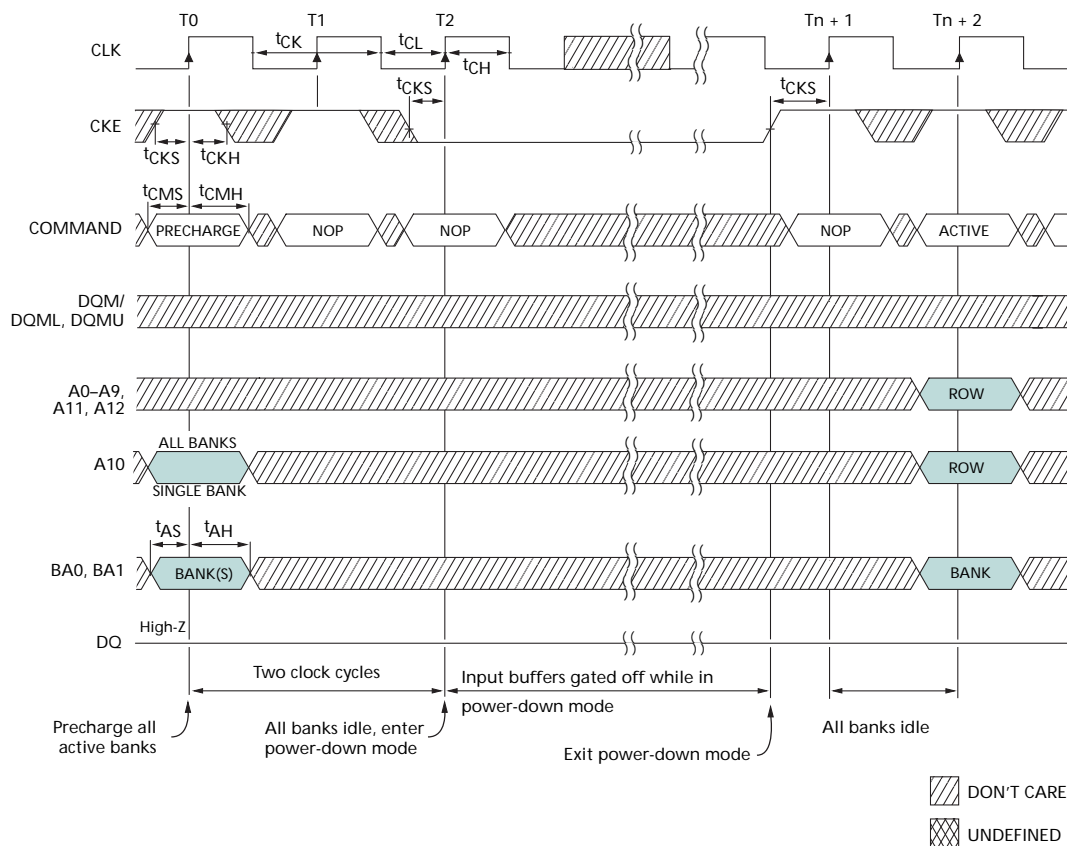 T0 T1 T2 Tn + 1 Tn + 2
CLK
tCK tCL tCH
tCKS tCKS
CKE
tCKS tCKH
tCMS tCMH
COMMAND PRECHARGE NOP NOP NOP ACTIVE
DQM/
DQML, DQMU
A0–A9,
A11, A12
ROW
ALL BANKS
A10 ROW
SINGLE BANK
tAS tAH
BA0, BA1 BANK(S) BANK
High-Z
DQ
Two clock cycles
Input buffers gated off while in
power-down mode
Precharge all
active banks
All banks idle, enter
power-down mode
Exit power-down mode
All banks idle
DON'T CARE
UNDEFINED